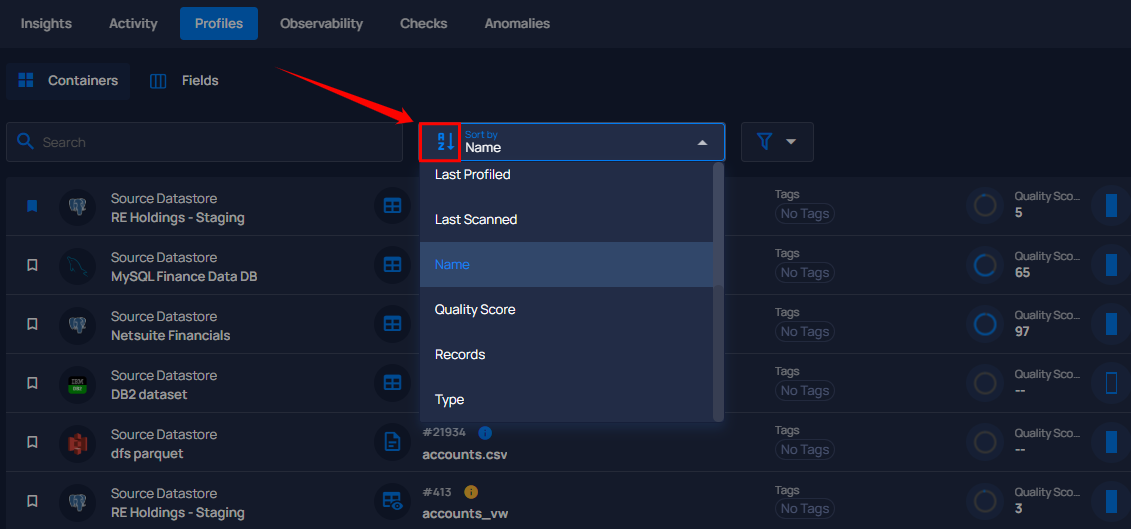 Insights Activity Profiles Observability Checks Anomalies
Containers Fields
Search
Sort by
Name
Last Profiled
Last Scanned
Name
Quality Score
Records
Type
Source Datastore
RE Holdings - Staging
Tags
No Tags
Quality Sco...
5
Source Datastore
MySQL Finance Data DB
Tags
No Tags
Quality Sco...
65
Source Datastore
Netsuite Financials
Tags
No Tags
Quality Sco...
97
IBM
DB2
Source Datastore
DB2 dataset
Tags
No Tags
Quality Sco...
--
Source Datastore
dfs parquet
#21934
accounts.csv
Tags
No Tags
Quality Sco...
--
Source Datastore
RE Holdings - Staging
#413
accounts_vw
Tags
No Tags
Quality Sco...
3